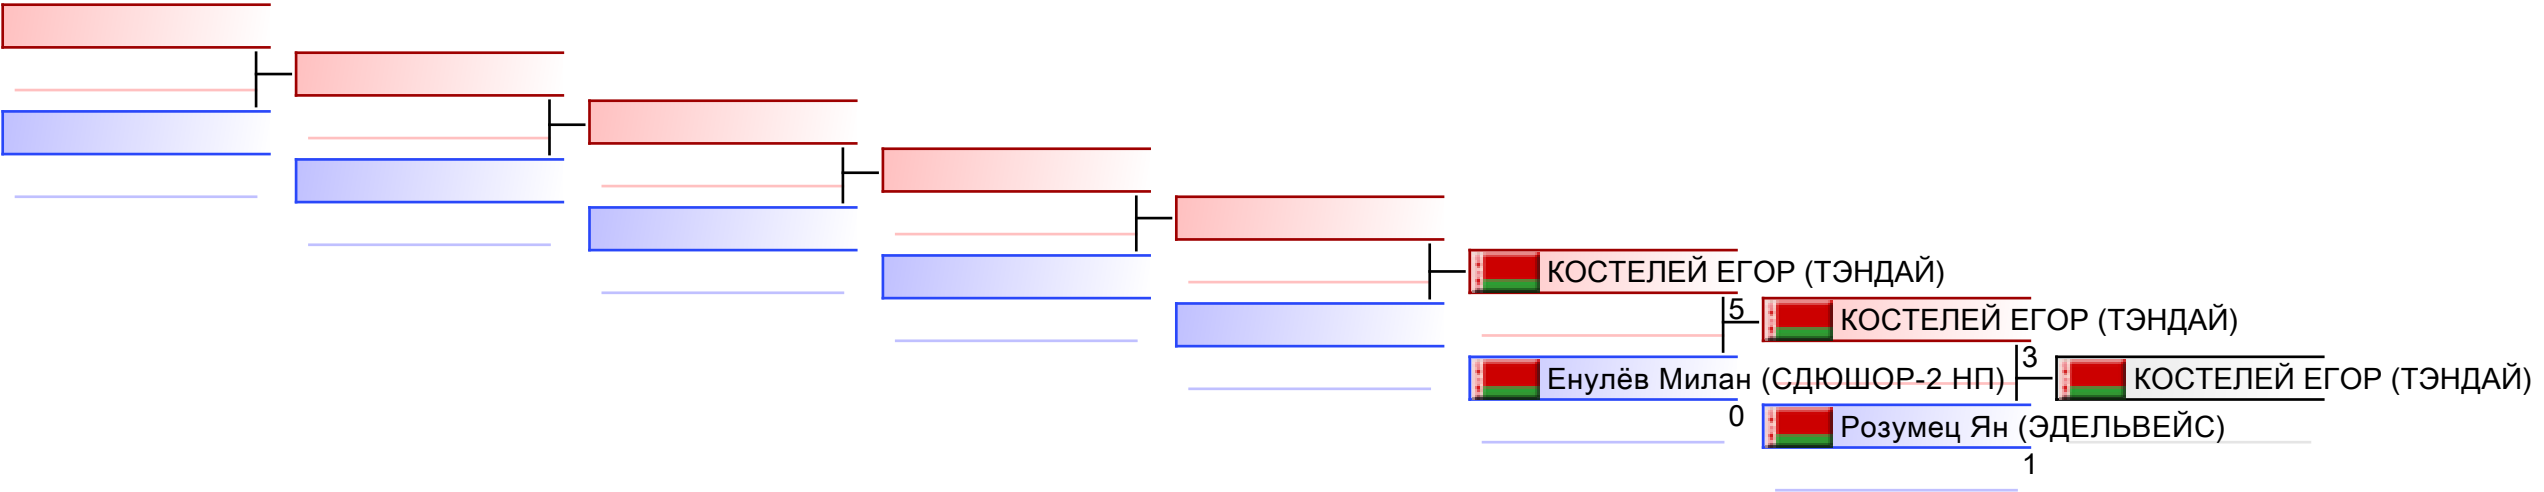 КОСТЕЛЕЙ ЕГОР (ТЭНДАЙ)
5
КОСТЕЛЕЙ ЕГОР (ТЭНДАЙ)
Енулёв Милан (СДЮШОР-2 НП)
0
3
КОСТЕЛЕЙ ЕГОР (ТЭНДАЙ)
Розумец Ян (ЭДЕЛЬВЕЙС)
1